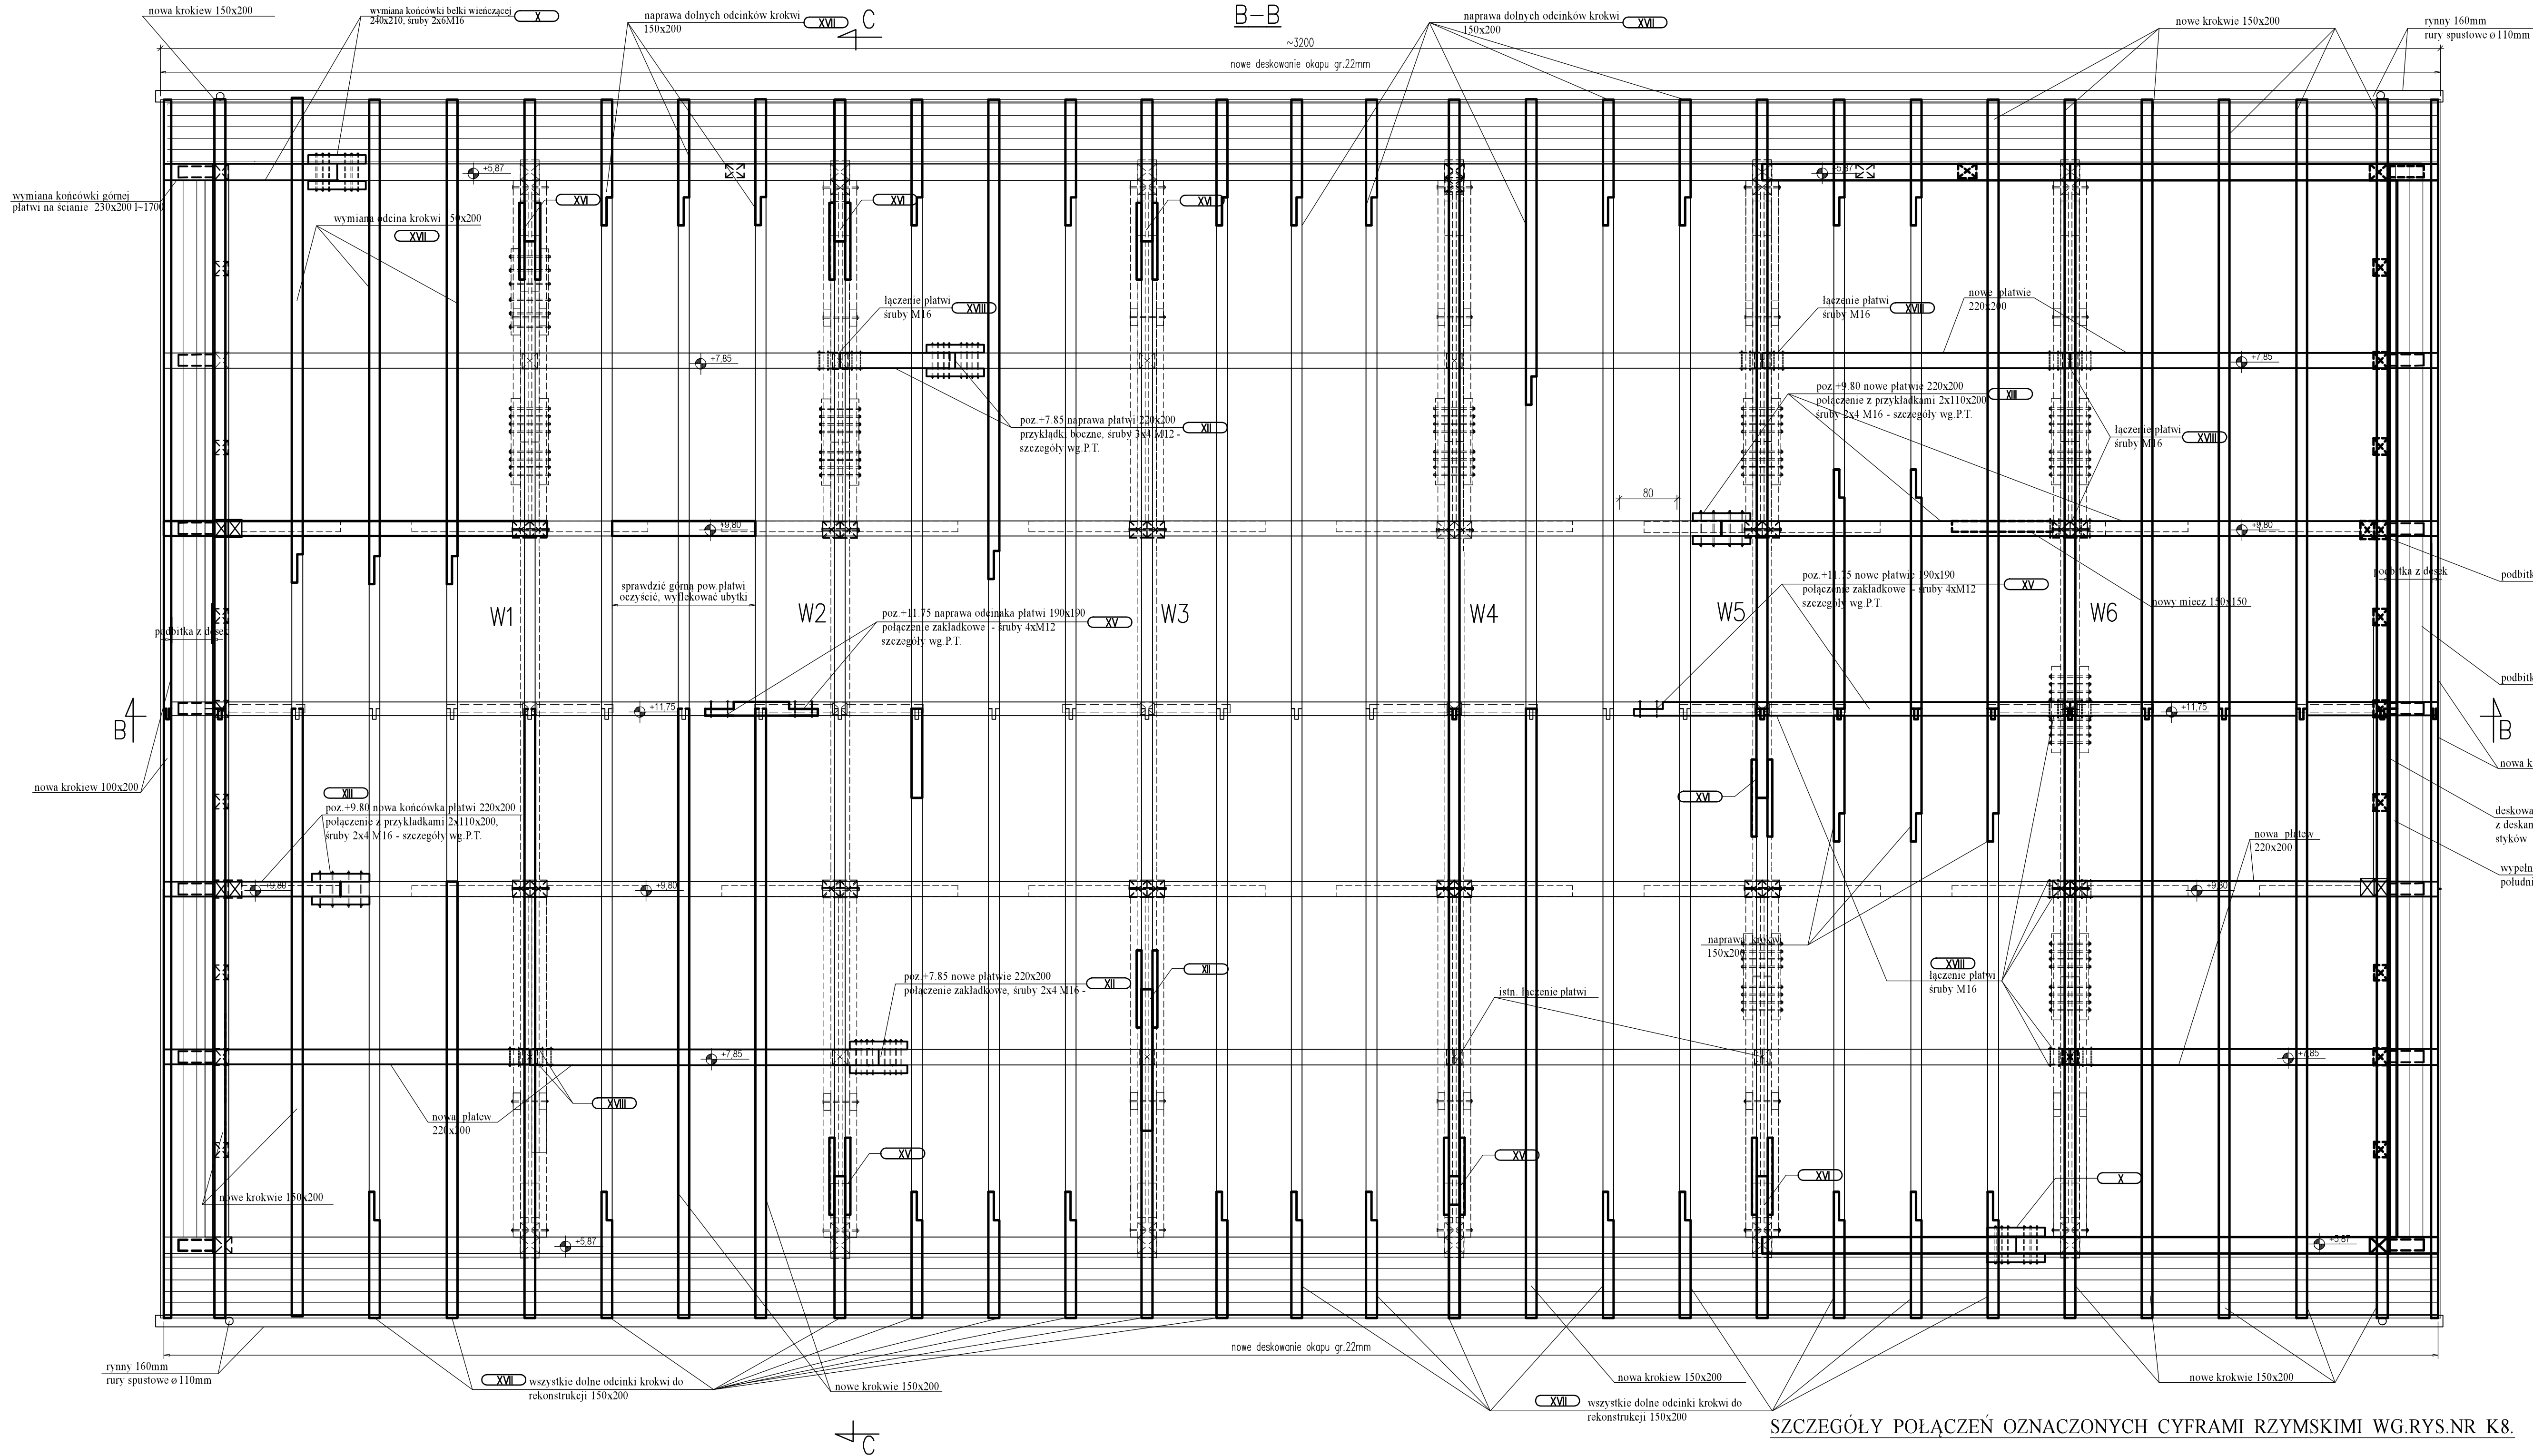 nowa krokiew 150x200
wymiana końcówki belki wieńczącej
240x210, śruby 2x6M16
X
naprawa dolnych odcinków krokwi
150x200
XVII
C
B-B
naprawa dolnych odcinków krokwi
150x200
XVII
nowe krokwie 150x200
rynny 160mm
rury spustowe ø110mm
~3200
nowe deskowanie okapu gr.22mm
+5,87
+5,87
wymiana końcówki górnej
płatwi na ścianie 230x200 l~1700
wymiana odcina krokwi 150x200
XVII
XVI
XVI
XVI
łączenie płatwi
śruby M16
XVIII
łączenie płatwi
śruby M16
XVIII
nowe płatwie
220x200
+7,85
+7,85
poz.+7.85 naprawa płatwi 220x200
przykładki boczne, śruby 3x4 M12 -
szczegóły wg.P.T.
XII
poz.+9.80 nowe płatwie 220x200
połączenie z przykładkami 2x110x200
śruby 2x4 M16 - szczegóły wg.P.T.
XIII
łączenie płatwi
śruby M16
XVIII
80
+9,80
+9,80
sprawdzić górną pow.płatwi
oczyścić, wyflekować ubytki
podbitka z desek
podbitka z desek
podbitk
W1
W2
W3
W4
W5
W6
poz.+11.75 naprawa odcinaka płatwi 190x190
połączenie zakładkowe - śruby 4xM12
szczegóły wg.P.T.
XV
poz.+11.75 nowe płatwie 190x190
połączenie zakładkowe - śruby 4xM12
szczegóły wg.P.T.
XV
nowy miecz 150x150
podbitk
+11,75
+11,75
B
B
nowa krokiew 100x200
nowa k
XIII
poz.+9.80 nowa końcówka płatwi 220x200
połączenie z przykładkami 2x110x200,
śruby 2x4 M16 - szczegóły wg.P.T.
XVI
deskowa
z deskam
styków
nowa płatew
220x200
wypełn
południ
+9,80
+9,80
+9,80
naprawa krokwi
150x200
XVIII
łączenie płatwi
śruby M16
XII
poz.+7.85 nowe płatwie 220x200
połączenie zakładkowe, śruby 2x4 M16 -
XII
istn. łączenie płatwi
+7,85
+7,85
nowa płatew
220x200
XVIII
XVI
XVI
XVI
X
nowe krokwie 150x200
+5,87
+5,87
nowe deskowanie okapu gr.22mm
rynny 160mm
rury spustowe ø110mm
XVII
wszystkie dolne odcinki krokwi do
rekonstrukcji 150x200
nowe krokwie 150x200
nowa krokiew 150x200
nowe krokwie 150x200
XVII
wszystkie dolne odcinki krokwi do
rekonstrukcji 150x200
C
SZCZEGÓŁY POŁĄCZEŃ OZNACZONYCH CYFRAMI RZYMSKIMI WG.RYS.NR K8.